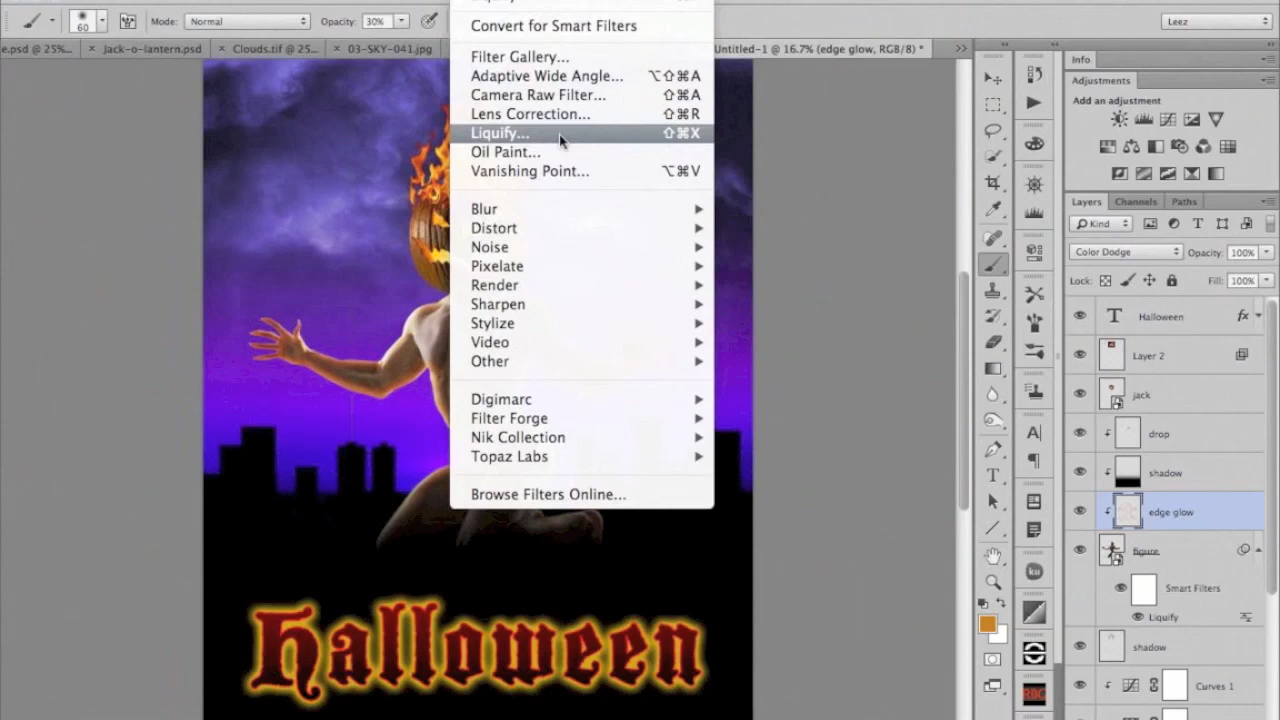 60
Mode: Normal
Opacity: 30%
Leez
e.psd @ 25%...
× Jack-o-lantern.psd
× Clouds.tif @ 25...
× 03-SKY-041.jpg
Untitled-1 @ 16.7% (edge glow, RGB/8) *
Convert for Smart Filters
Filter Gallery...
Adaptive Wide Angle... ⌥⇧⌘A
Camera Raw Filter... ⇧⌘A
Lens Correction... ⇧⌘R
Liquify... ⇧⌘X
Oil Paint...
Vanishing Point... ⌥⌘V
Blur
Distort
Noise
Pixelate
Render
Sharpen
Stylize
Video
Other
Digimarc
Filter Forge
Nik Collection
Topaz Labs
Browse Filters Online...
Halloween
Info
Adjustments
Add an adjustment
Layers Channels Paths
Kind
Color Dodge Opacity: 100%
Lock: Fill: 100%
Halloween fx
Layer 2
jack
drop
shadow
edge glow
figure
Smart Filters
Liquify
shadow
Curves 1
ku
RBG